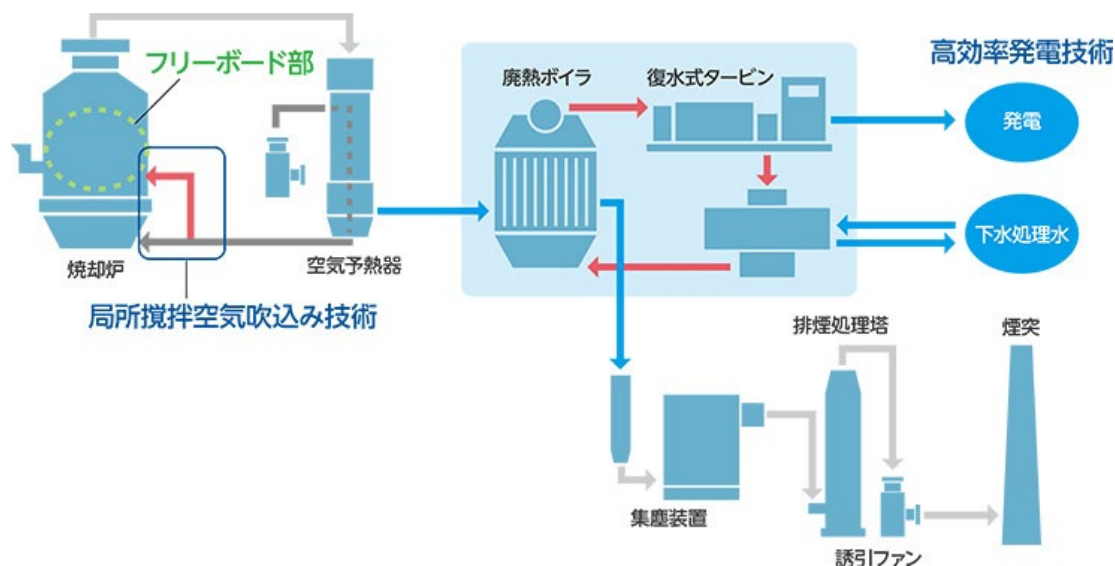 フリーボード部
焼却炉
空気予熱器
局所撹拌空気吹込み技術
廃熱ボイラ
復水式タービン
高効率発電技術
発電
下水処理水
集塵装置
排煙処理塔
誘引ファン
煙突